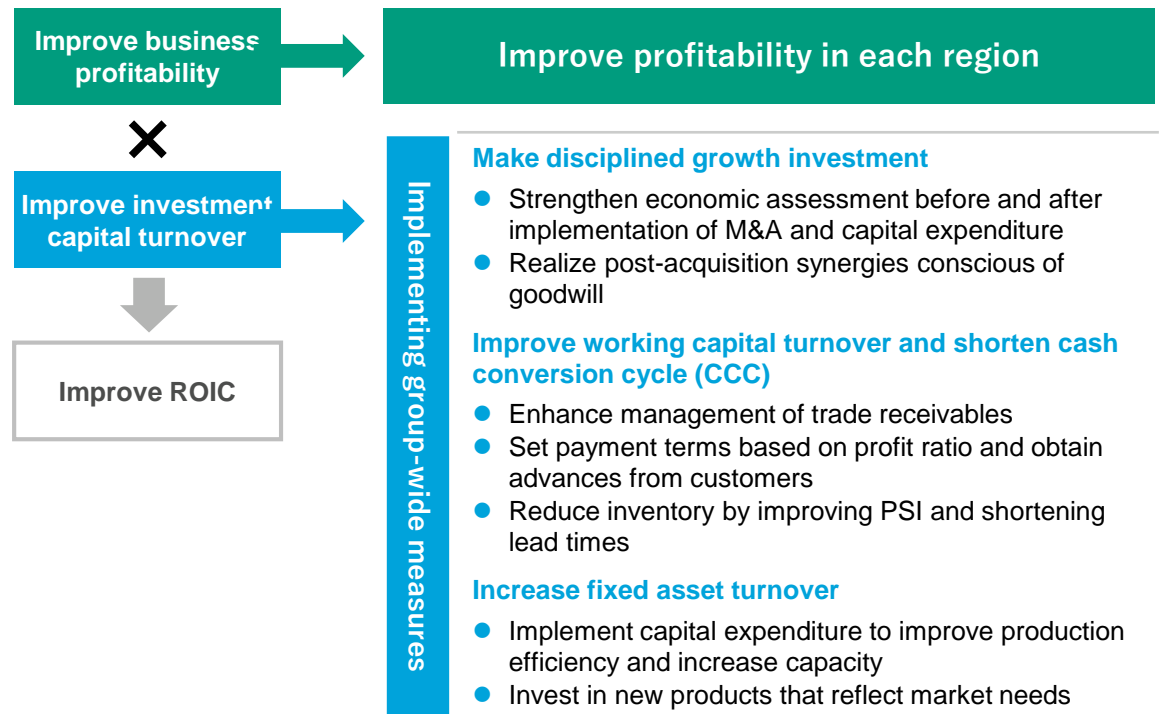 Improve business
profitability
Improve profitability in each region
Improve investment
capital turnover
Improve ROIC
Implementing group-wide measures
Make disciplined growth investment
● Strengthen economic assessment before and after
implementation of M&A and capital expenditure
● Realize post-acquisition synergies conscious of
goodwill
Improve working capital turnover and shorten cash
conversion cycle (CCC)
● Enhance management of trade receivables
● Set payment terms based on profit ratio and obtain
advances from customers
● Reduce inventory by improving PSI and shortening
lead times
Increase fixed asset turnover
● Implement capital expenditure to improve production
efficiency and increase capacity
● Invest in new products that reflect market needs